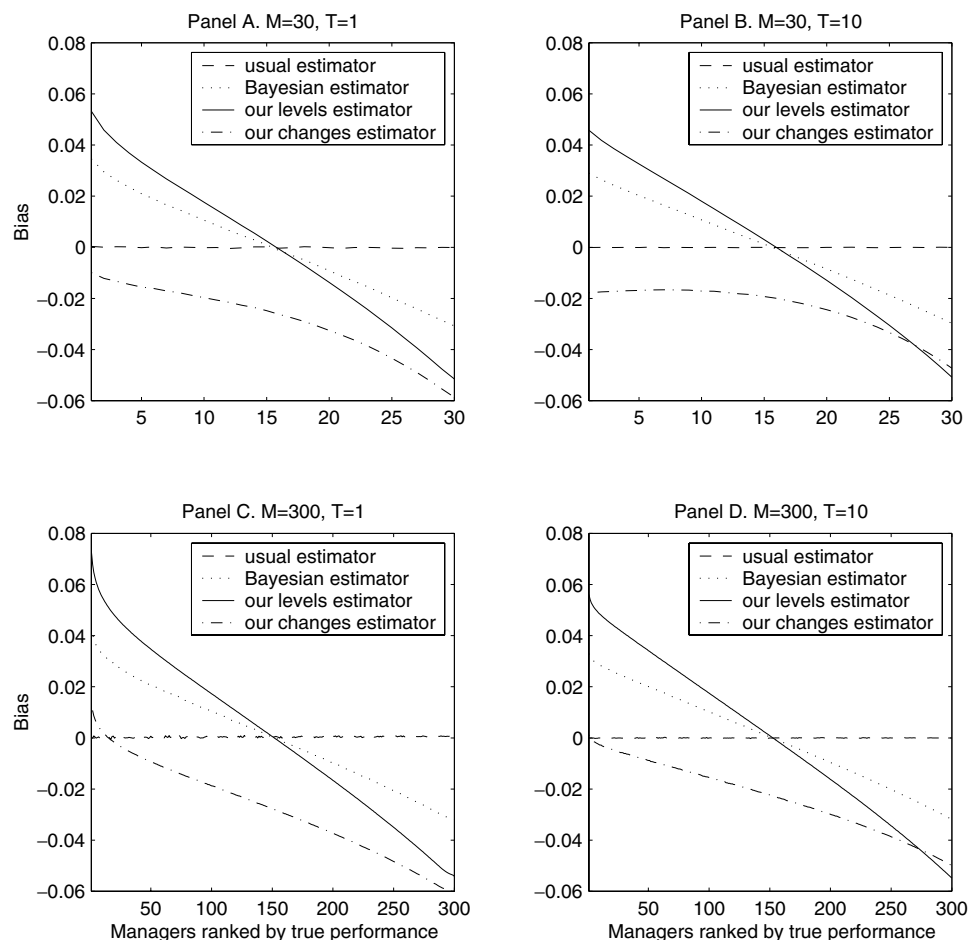 Panel A. M=30, T=1
0.08
0.06
0.04
0.02
0
−0.02
−0.04
−0.06
Bias
usual estimator
Bayesian estimator
our levels estimator
our changes estimator
5 10 15 20 25 30
Panel B. M=30, T=10
0.08
0.06
0.04
0.02
0
−0.02
−0.04
−0.06
usual estimator
Bayesian estimator
our levels estimator
our changes estimator
5 10 15 20 25 30
Panel C. M=300, T=1
0.08
0.06
0.04
0.02
0
−0.02
−0.04
−0.06
Bias
usual estimator
Bayesian estimator
our levels estimator
our changes estimator
50 100 150 200 250 300
Managers ranked by true performance
Panel D. M=300, T=10
0.08
0.06
0.04
0.02
0
−0.02
−0.04
−0.06
usual estimator
Bayesian estimator
our levels estimator
our changes estimator
50 100 150 200 250 300
Managers ranked by true performance